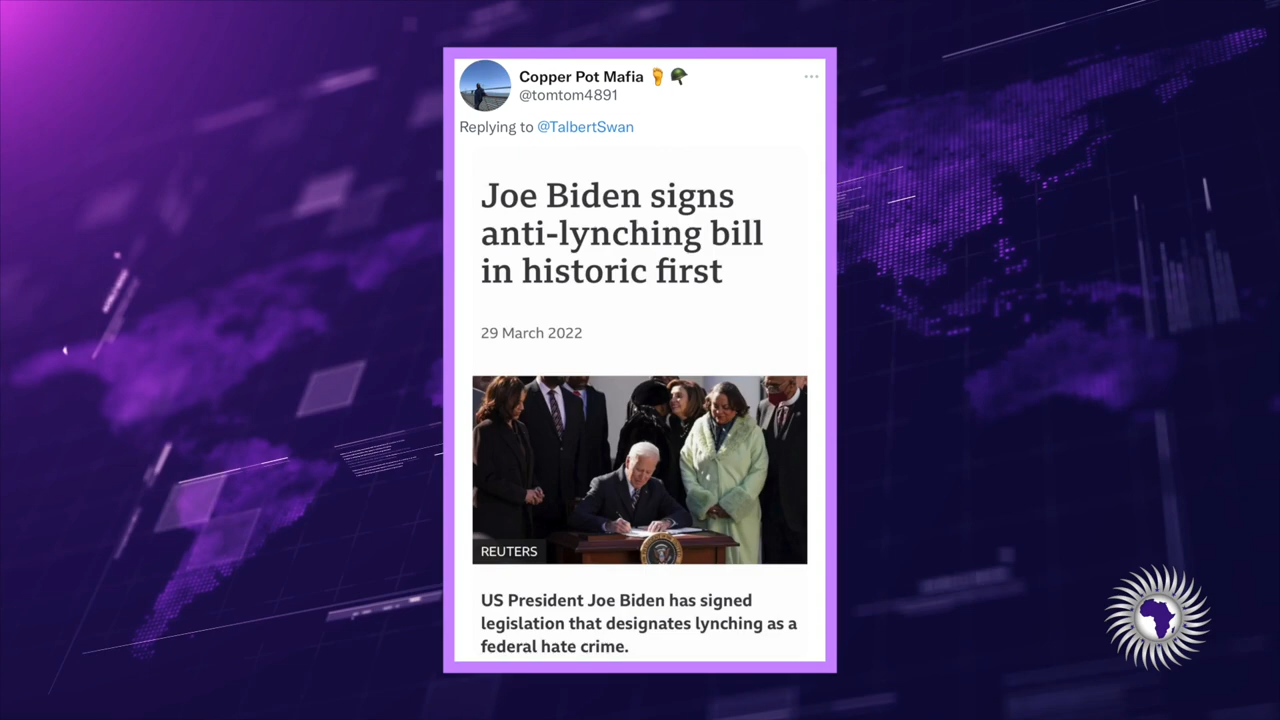 Copper Pot Mafia 🦶 🪖
@tomtom4891
Replying to @TalbertSwan
Joe Biden signs
anti-lynching bill
in historic first
29 March 2022
REUTERS
US President Joe Biden has signed
legislation that designates lynching as a
federal hate crime.